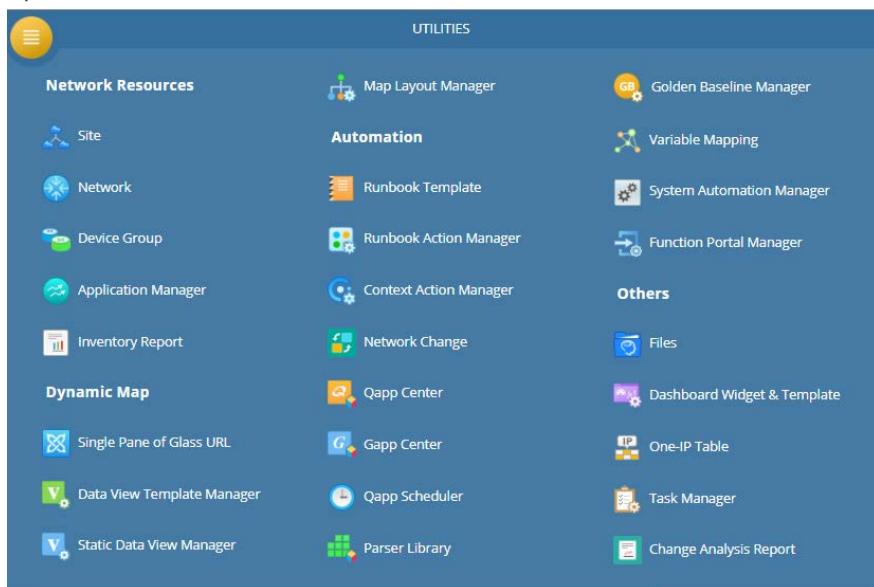 UTILITIES
Network Resources
Site
Network
Device Group
Application Manager
Inventory Report
Dynamic Map
Single Pane of Glass URL
V
Data View Template Manager
V
Static Data View Manager
Map Layout Manager
Automation
Runbook Template
Runbook Action Manager
Context Action Manager
Network Change
Q
Qapp Center
G
Gapp Center
Qapp Scheduler
Parser Library
GB
Golden Baseline Manager
Variable Mapping
System Automation Manager
Function Portal Manager
Others
Files
Dashboard Widget & Template
IP
One-IP Table
Task Manager
Change Analysis Report